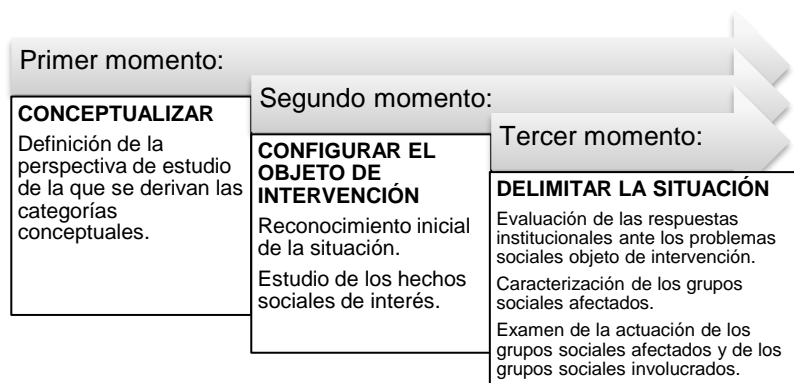 Primer momento:
CONCEPTUALIZAR
Definición de la
perspectiva de estudio
de la que se derivan las
categorías
conceptuales.
Segundo momento:
CONFIGURAR EL
OBJETO DE
INTERVENCIÓN
Reconocimiento inicial
de la situación.
Estudio de los hechos
sociales de interés.
Tercer momento:
DELIMITAR LA SITUACIÓN
Evaluación de las respuestas
institucionales ante los problemas
sociales objeto de intervención.
Caracterización de los grupos
sociales afectados.
Examen de la actuación de los
grupos sociales afectados y de los
grupos sociales involucrados.